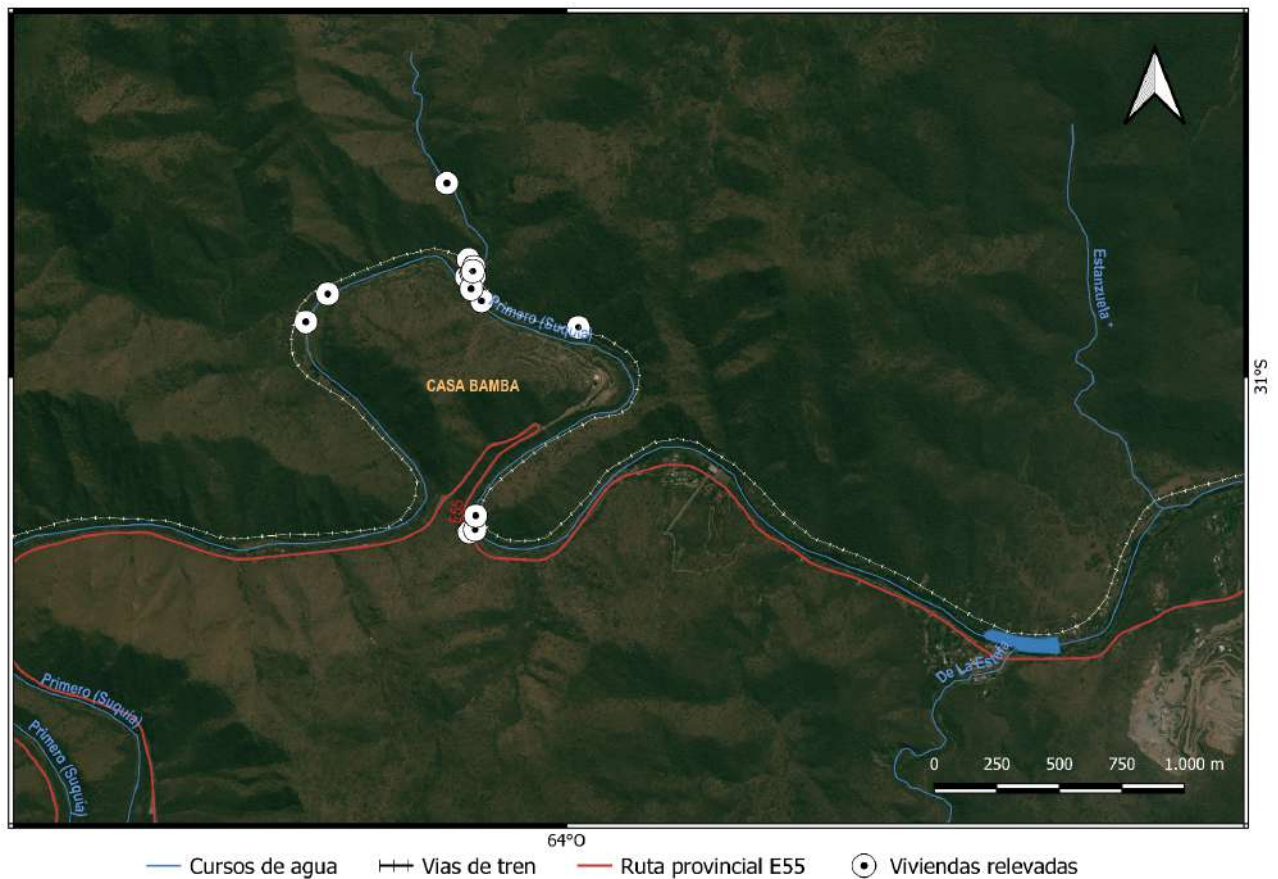 Primero (Suquía)
Estanzuela *
CASA BAMBA
31°S
E55
De La Estela
Primero (Suquía)
Primero (Suquía)
0 250 500 750 1.000 m
64°O
Cursos de agua Vias de tren Ruta provincial E55 Viviendas relevadas